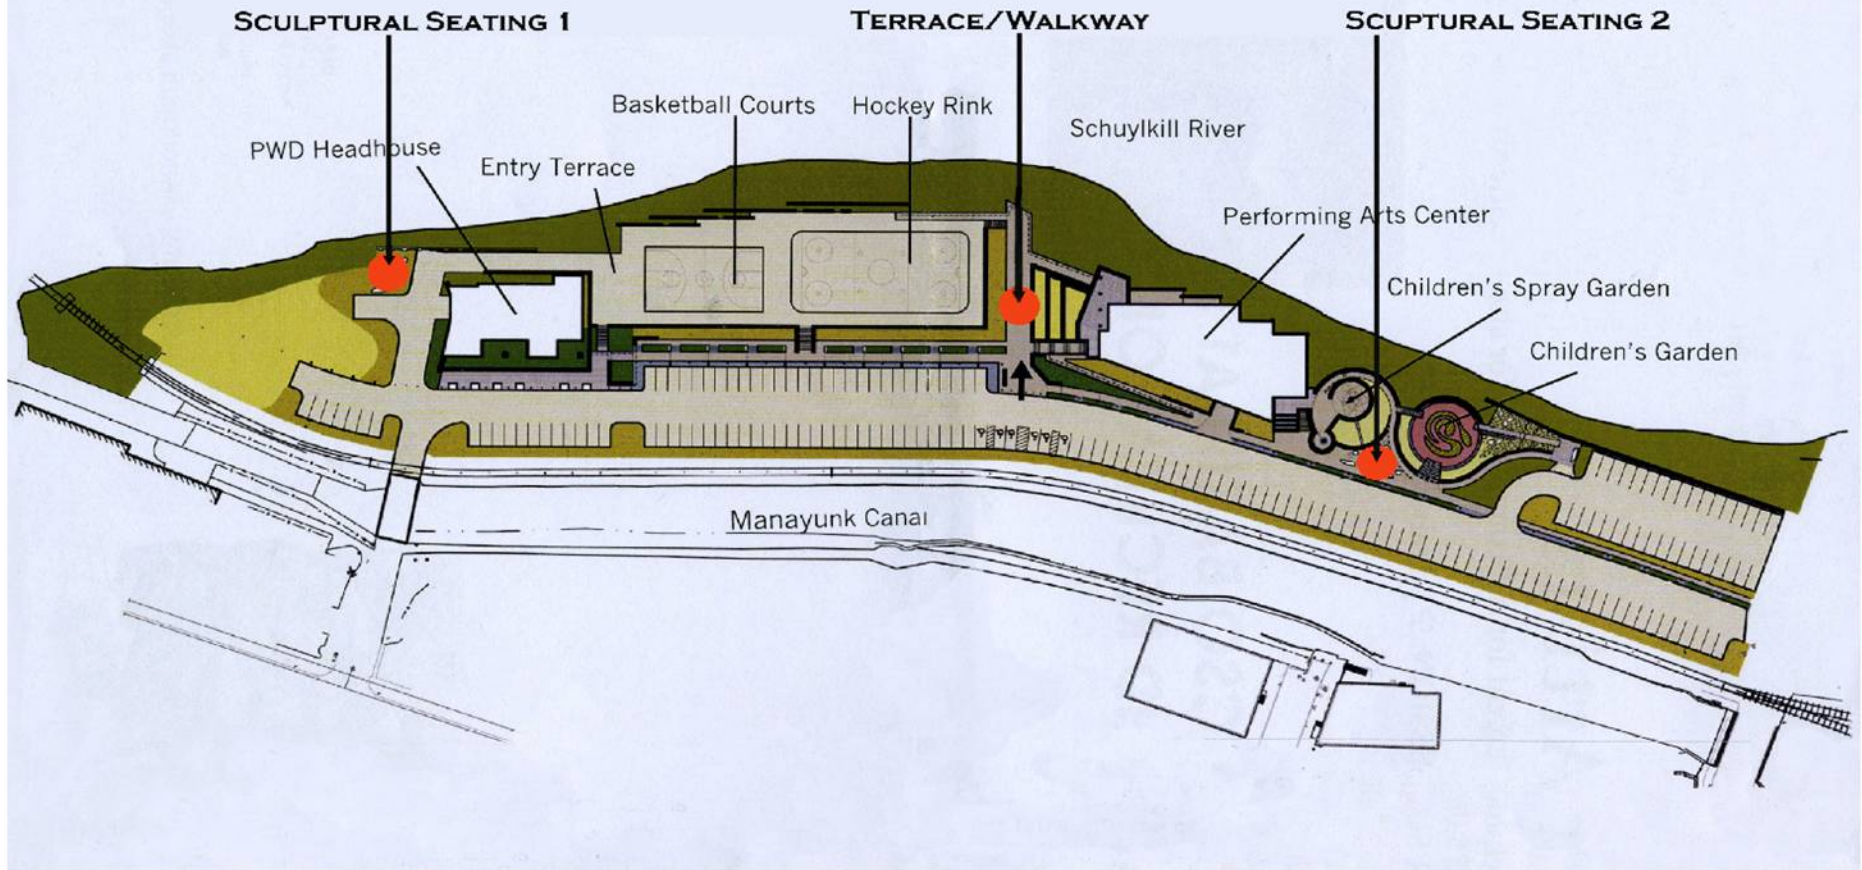 SCULPTURAL SEATING 1
TERRACE/WALKWAY
SCUPTURAL SEATING 2
Basketball Courts
Hockey Rink
Schuylkill River
PWD Headhouse
Entry Terrace
Performing Arts Center
Children's Spray Garden
Children's Garden
Manayunk Canal